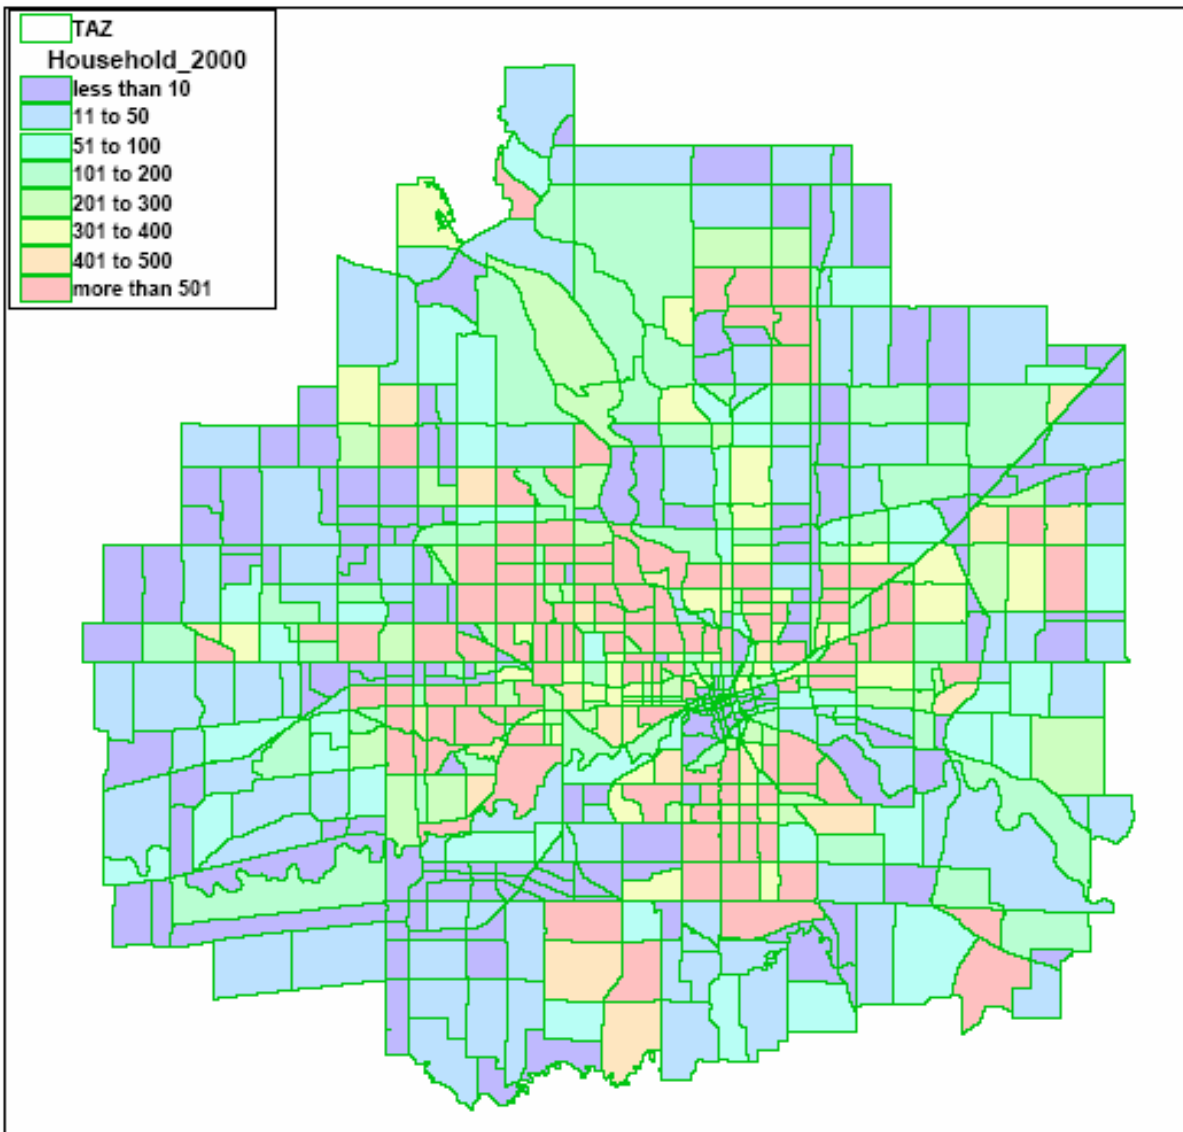 TAZ
Household_2000
less than 10
11 to 50
51 to 100
101 to 200
201 to 300
301 to 400
401 to 500
more than 501